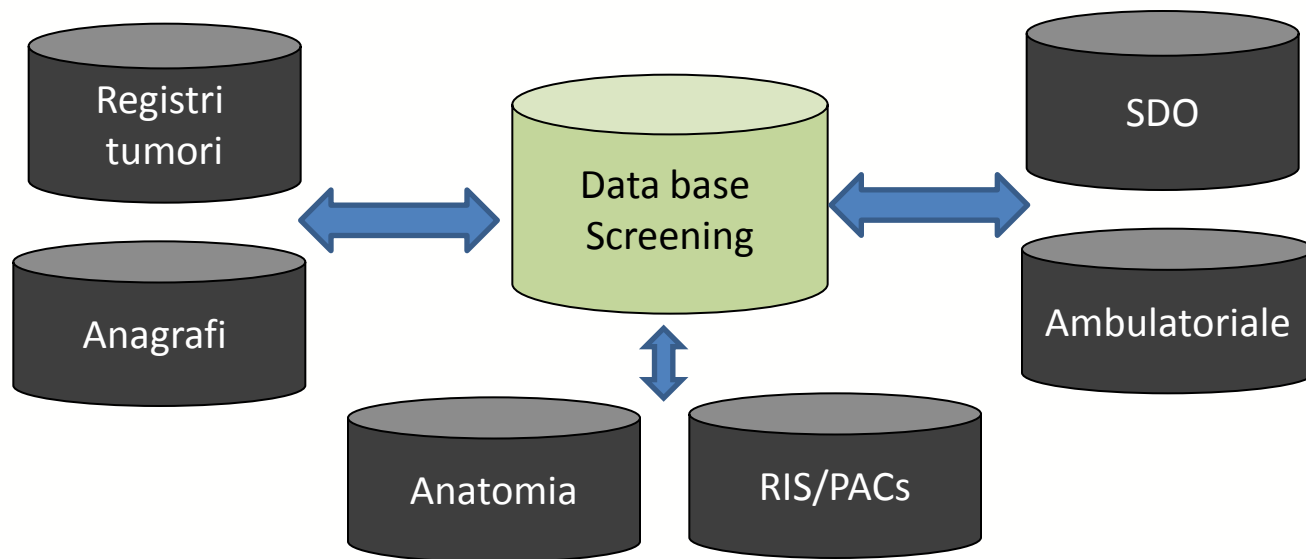 Registri
tumori
Anagrafi
Data base
Screening
SDO
Ambulatoriale
Anatomia
RIS/PACs